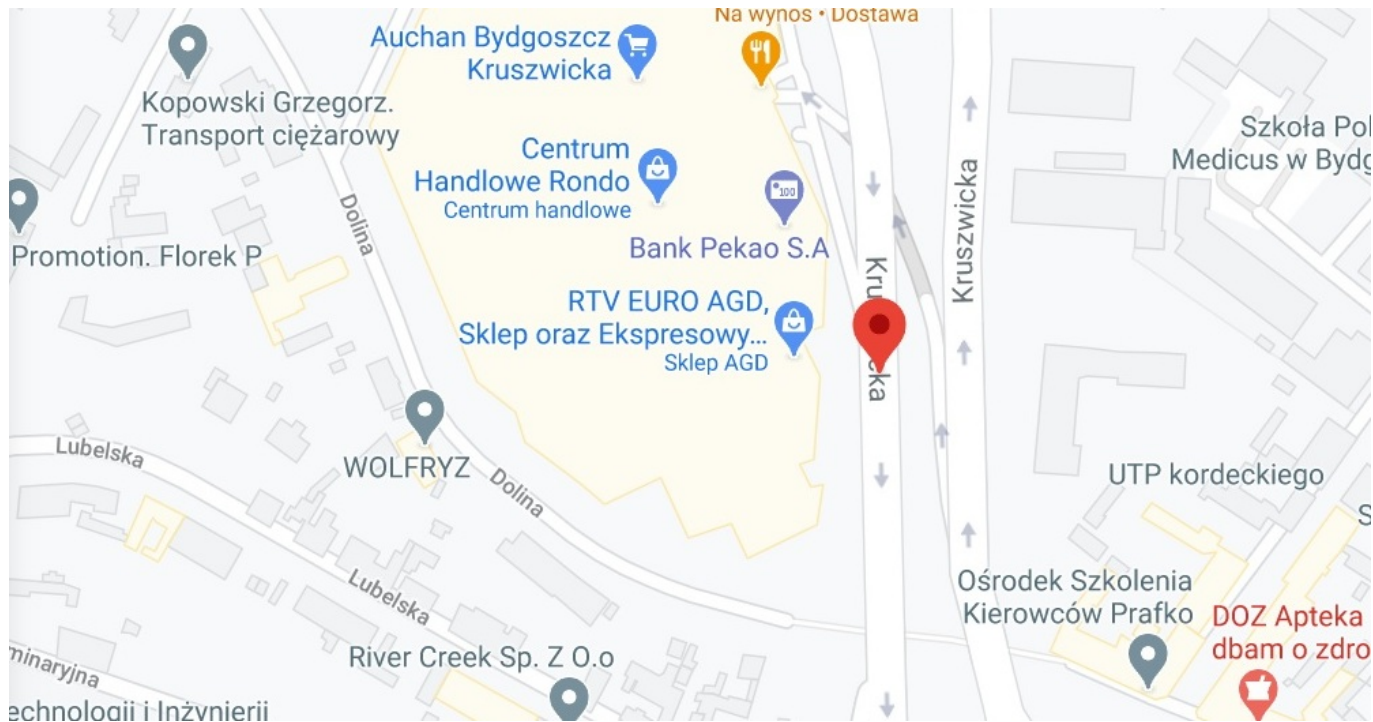 Na wynos • Dostawa
Auchan Bydgoszcz
Kruszwicka
Kopowski Grzegorz.
Transport ciężarowy
Centrum
Handlowe Rondo
Centrum handlowe
100
Bank Pekao S.A
Szkoła Pol
Medicus w Bydg
Dolina
Kruszwicka
Promotion. Florek P
RTV EURO AGD,
Sklep oraz Ekspresowy...
Sklep AGD
Lubelska
WOLFRYZ
Dolina
UTP kordeckiego
S
Lubelska
Ośrodek Szkolenia
Kierowców Prafko
DOZ Apteka
dbam o zdro
River Creek Sp. Z O.o
minaryjna
echnologii i Inżynierii